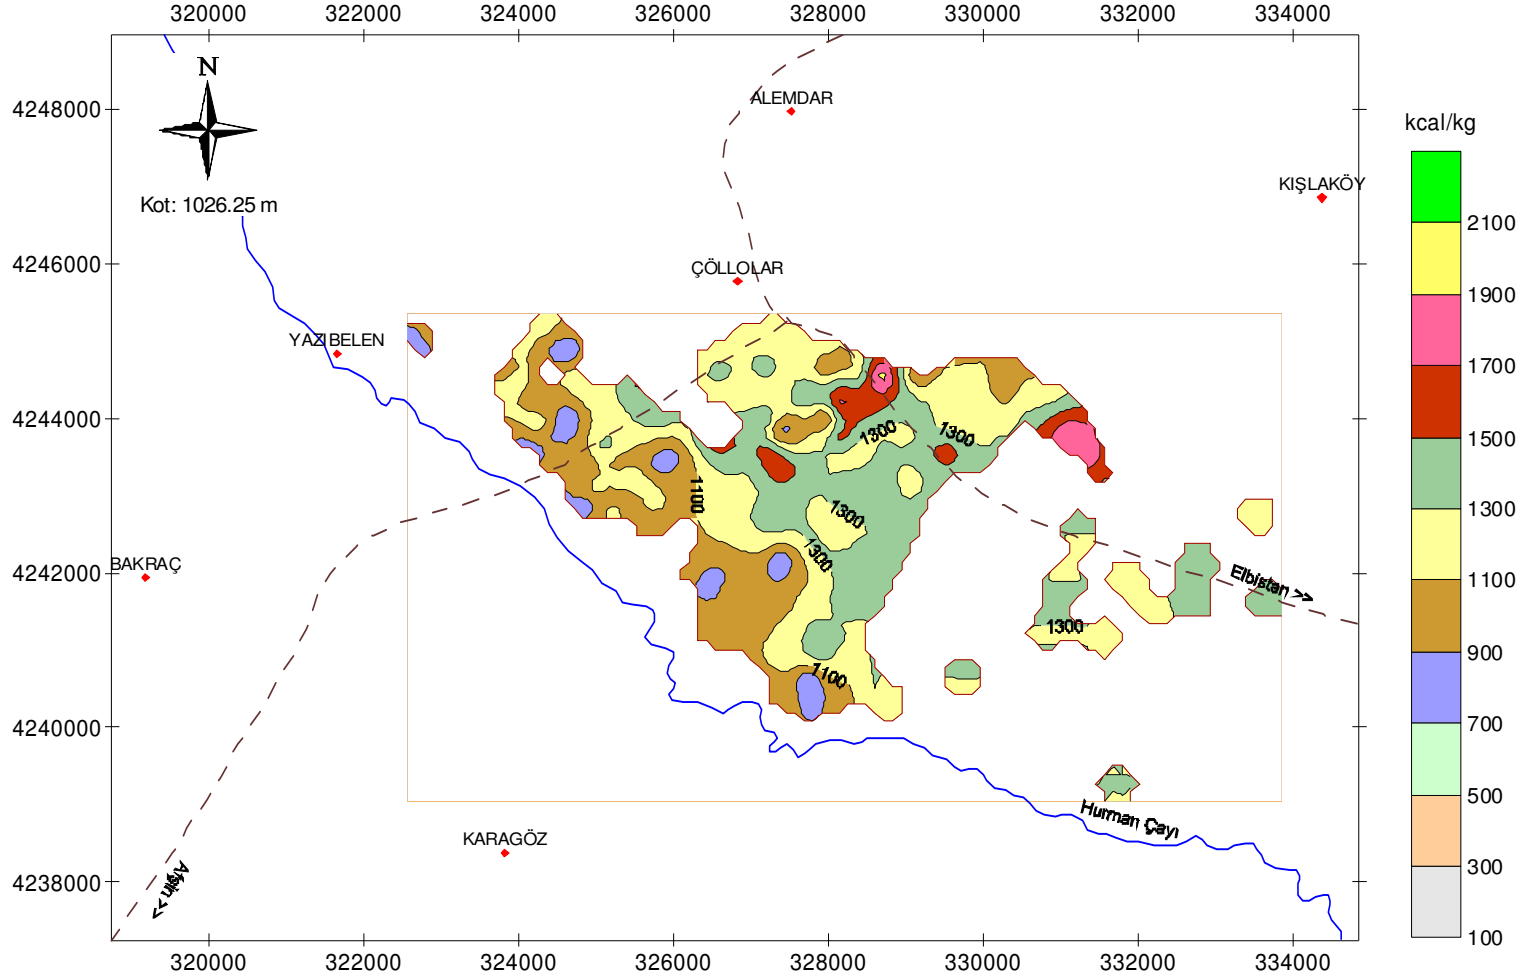 320000 322000 324000 326000 328000 330000 332000 334000
N
ALEMDAR
4248000
kcal/kg
KIŞLAKÖY
Kot: 1026.25 m
2100
4246000
ÇÖLLOLAR
1900
YAZIBELEN
1700
4244000
1300
1300
1500
1100
1300
1300
1300
BAKRAÇ
4242000
Elbistan >>
1100
1300
1100
900
4240000
700
Hurman Çayı
500
KARAGÖZ
4238000
Afşin >>
300
100
320000 322000 324000 326000 328000 330000 332000 334000